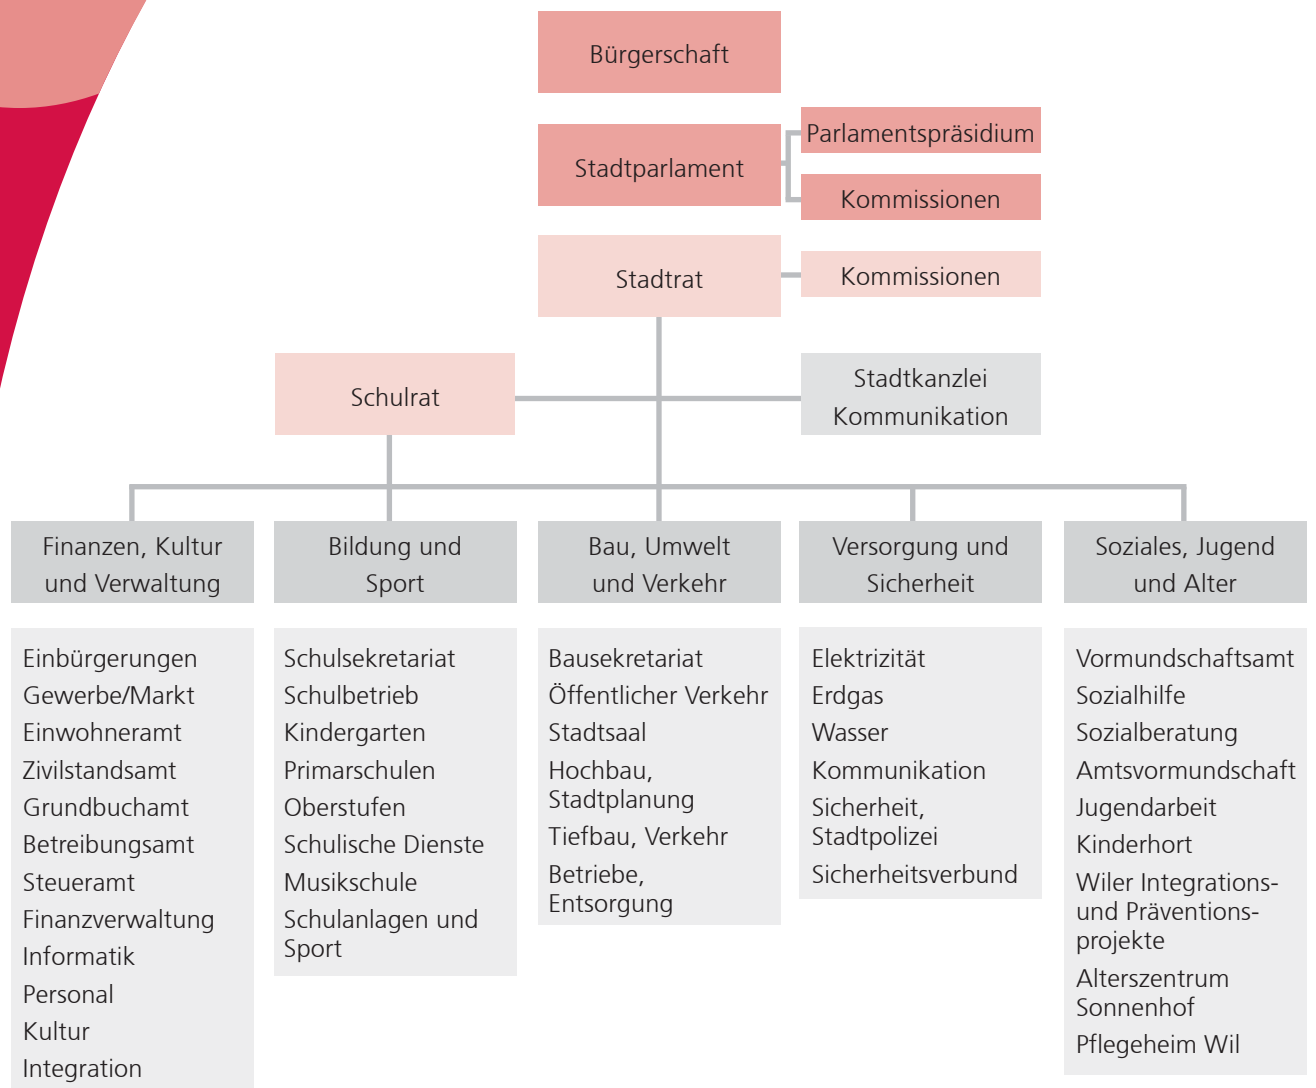 Bürgerschaft
Parlamentspräsidium
Stadtparlament
Kommissionen
Stadtrat
Kommissionen
Schulrat
Stadtkanzlei
Kommunikation
Finanzen, Kultur
und Verwaltung
Bildung und
Sport
Bau, Umwelt
und Verkehr
Versorgung und
Sicherheit
Soziales, Jugend
und Alter
Einbürgerungen
Gewerbe/Markt
Einwohneramt
Zivilstandsamt
Grundbuchamt
Betreibungsamt
Steueramt
Finanzverwaltung
Informatik
Personal
Kultur
Integration
Schulsekretariat
Schulbetrieb
Kindergarten
Primarschulen
Oberstufen
Schulische Dienste
Musikschule
Schulanlagen und
Sport
Bausekretariat
Öffentlicher Verkehr
Stadtsaal
Hochbau,
Stadtplanung
Tiefbau, Verkehr
Betriebe,
Entsorgung
Elektrizität
Erdgas
Wasser
Kommunikation
Sicherheit,
Stadtpolizei
Sicherheitsverbund
Vormundschaftsamt
Sozialhilfe
Sozialberatung
Amtsvormundschaft
Jugendarbeit
Kinderhort
Wiler Integrations-
und Präventions-
projekte
Alterszentrum
Sonnenhof
Pflegeheim Wil